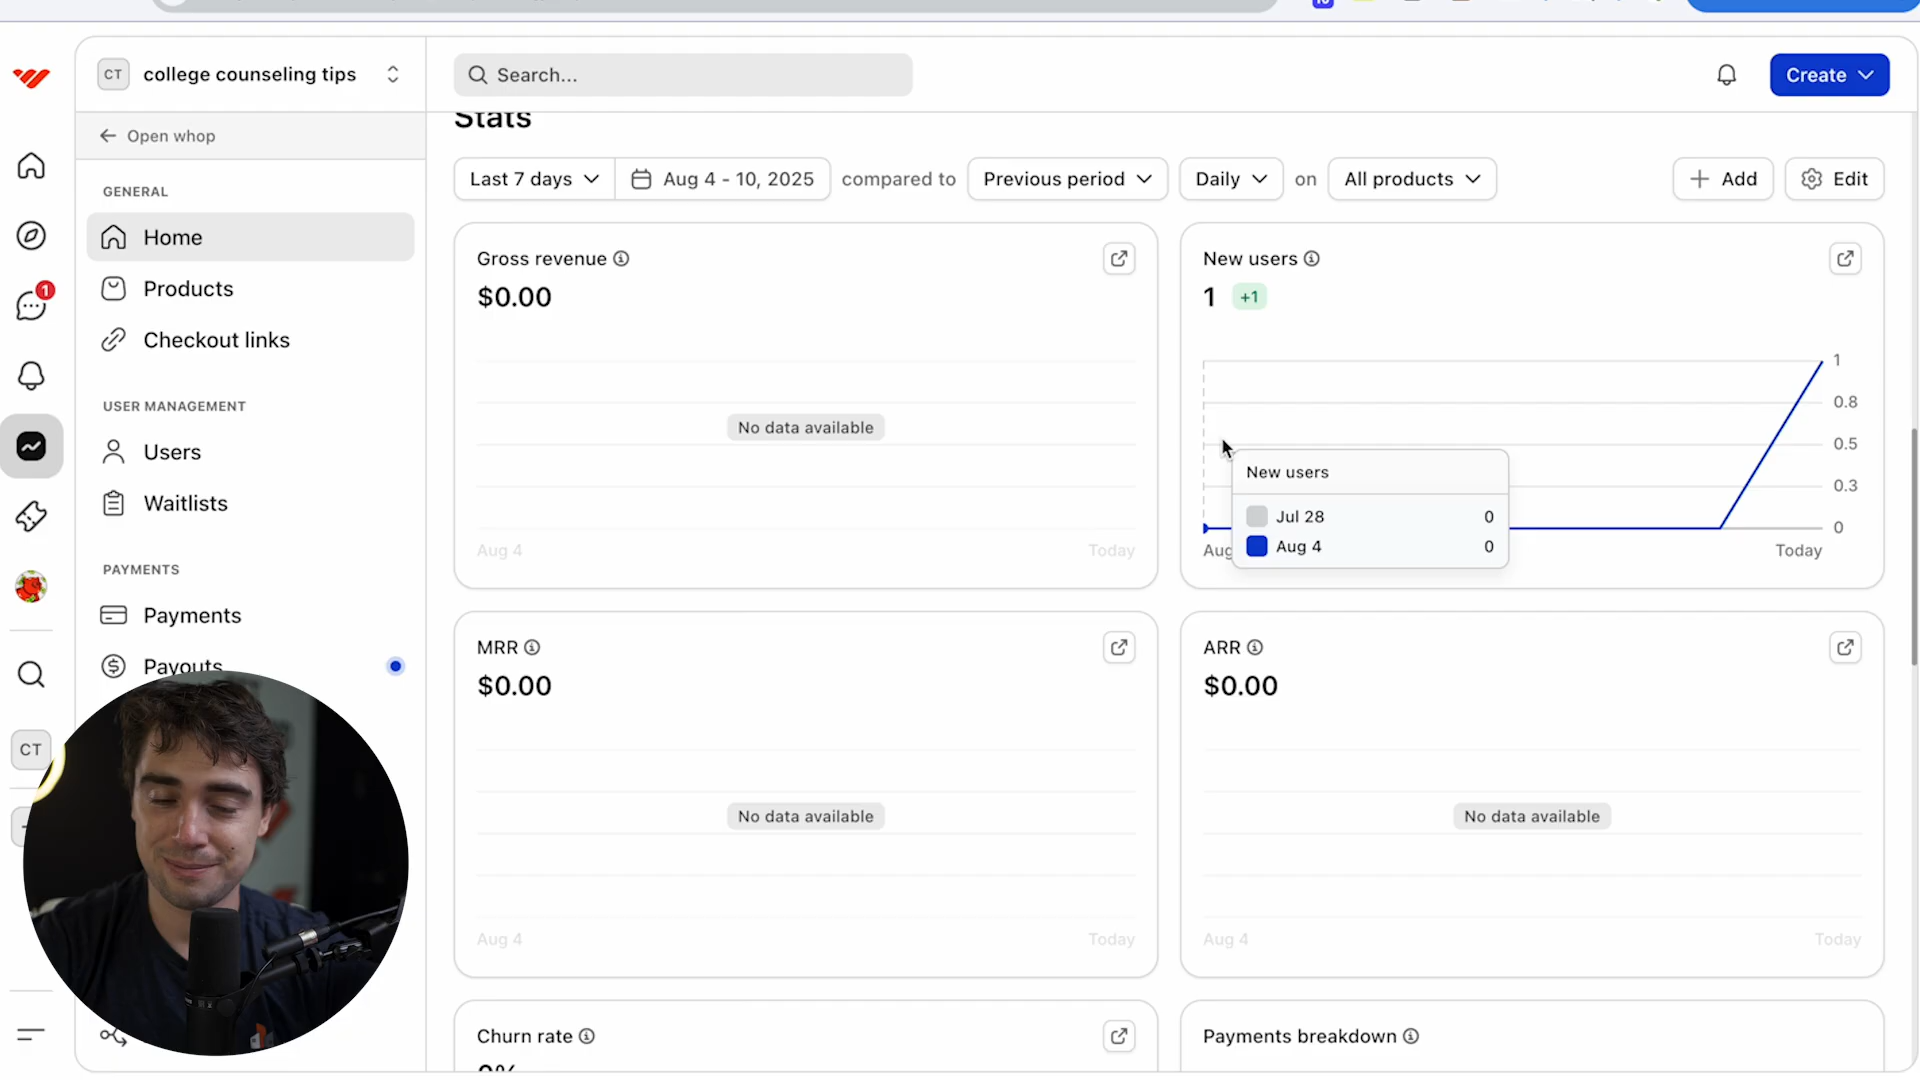 CT college counseling tips
Search...
Create
Open whop
Stats
GENERAL
Last 7 days
Aug 4 - 10, 2025
compared to
Previous period
Daily
on
All products
Add
Edit
Home
Products
Checkout links
1
Gross revenue
$0.00
No data available
Aug 4
Today
New users
1 +1
1
0.8
0.5
0.3
0
Aug
Today
New users
Jul 28 0
Aug 4 0
USER MANAGEMENT
Users
Waitlists
PAYMENTS
Payments
Payouts
CT
MRR
$0.00
No data available
Aug 4
Today
ARR
$0.00
No data available
Aug 4
Today
Churn rate
0%
Payments breakdown